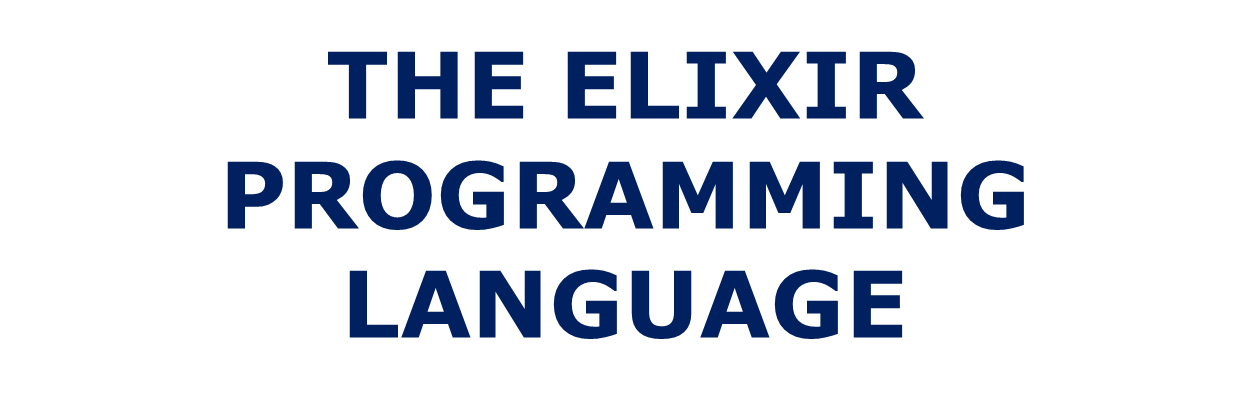 THE ELIXIR
PROGRAMMING
LANGUAGE